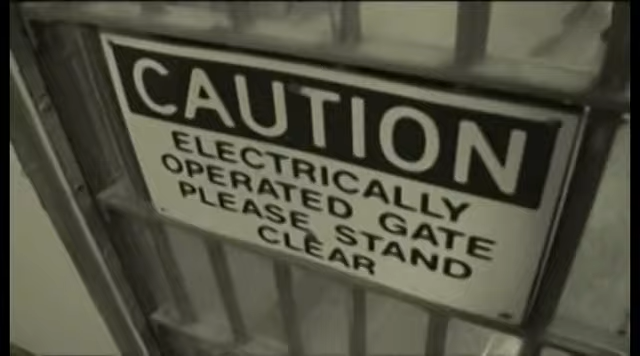 CAUTION
ELECTRICALLY
OPERATED GATE
PLEASE STAND
CLEAR